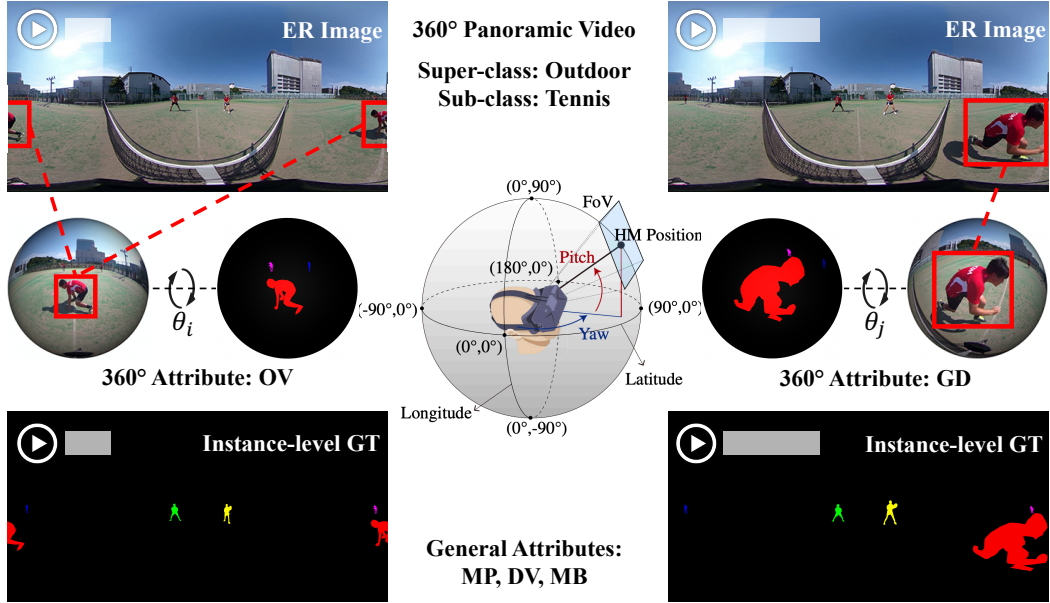 ER Image
360° Panoramic Video
Super-class: Outdoor
Sub-class: Tennis
ER Image
(0°,90°)
FoV
HM Position
Pitch
(180°,0°)
(-90°,0°)
(90°,0°)
Yaw
(0°,0°)
Latitude
Longitude
(0°,-90°)
θi
θj
360° Attribute: OV
360° Attribute: GD
Instance-level GT
Instance-level GT
General Attributes:
MP, DV, MB